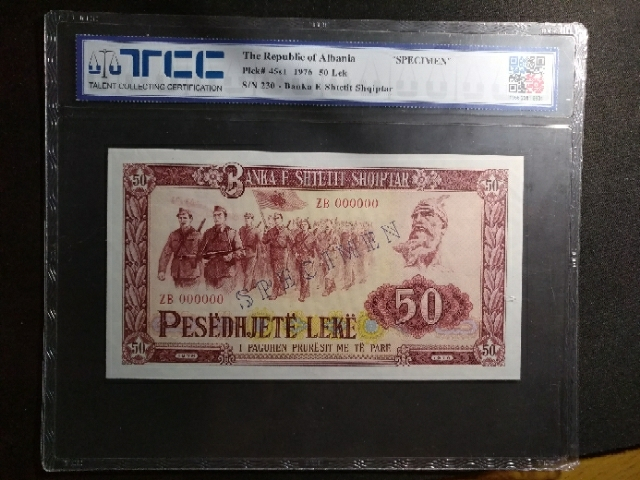 TCC
TALENT COLLECTING CERTIFICATION
The Republic of Albania "SPECIMEN"
Pick# 45s1 1976 50 Lek
S/N 230 - Banka E Shtetit Shqiptar
50 BANKA E SHTETIT SHQIPTAR 50
ZB 000000
SPECIMEN
ZB 000000
50
PESËDHJETË LEKË
50 I PAGUHEN PRURËSIT ME TË PARË 50